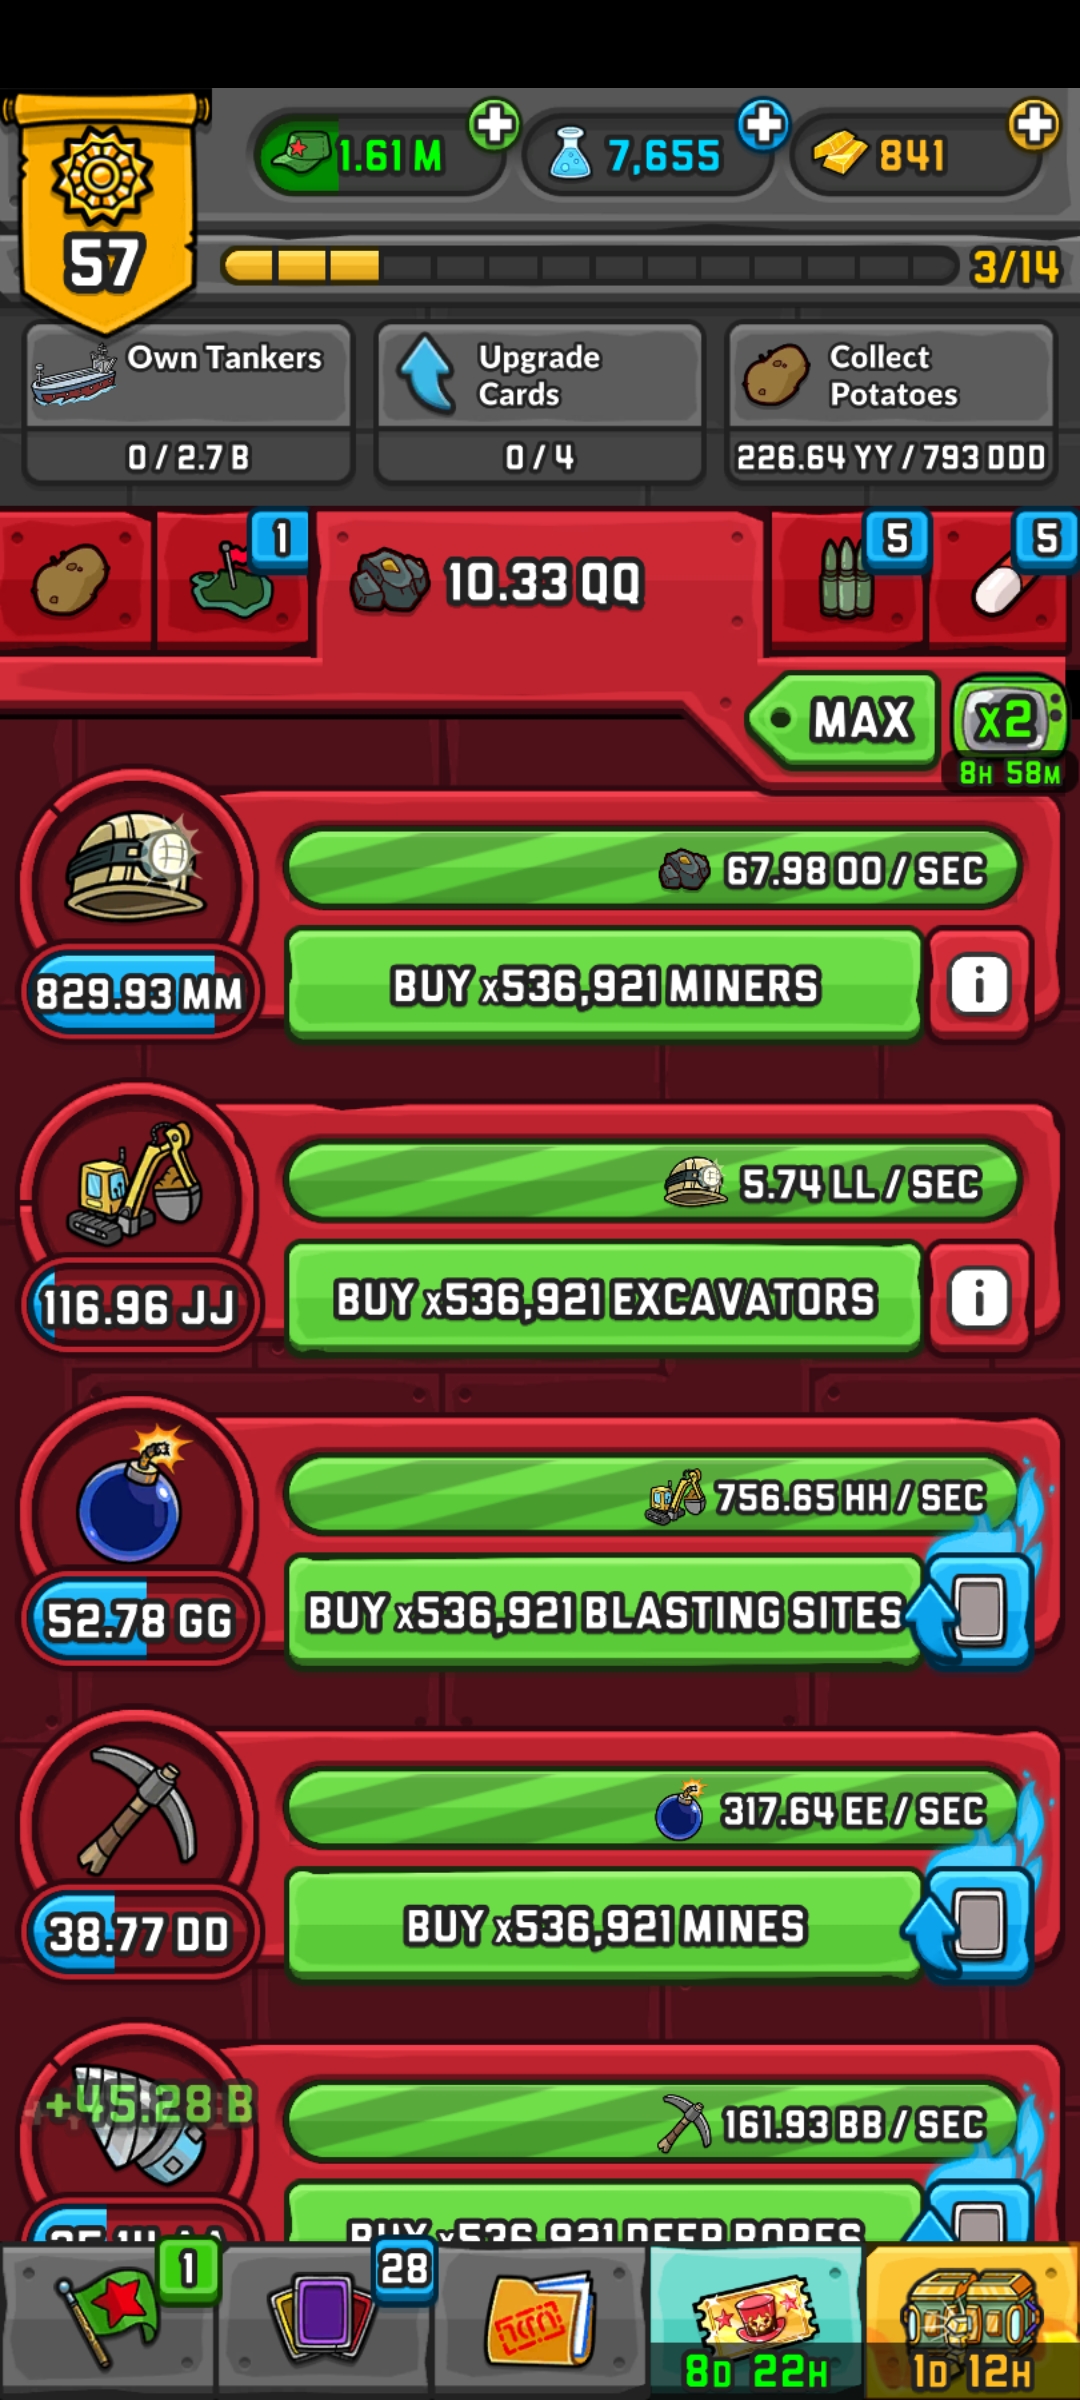 1.61 M
7,655
841
57
3/14
Own Tankers
0 / 2.7 B
Upgrade
Cards
0 / 4
Collect
Potatoes
226.64 YY / 793 DDD
1
10.33 QQ
5
5
MAX
x2
8H 58M
67.98 OO / SEC
829.93 MM
BUY x536,921 MINERS
i
5.74 LL / SEC
116.96 JJ
BUY x536,921 EXCAVATORS
i
756.65 HH / SEC
52.78 GG
BUY x536,921 BLASTING SITES
317.64 EE / SEC
38.77 DD
BUY x536,921 MINES
+45.28 B
161.93 BB / SEC
BUY x536,921 DEEP BORES
1
28
8D 22H
1D 12H